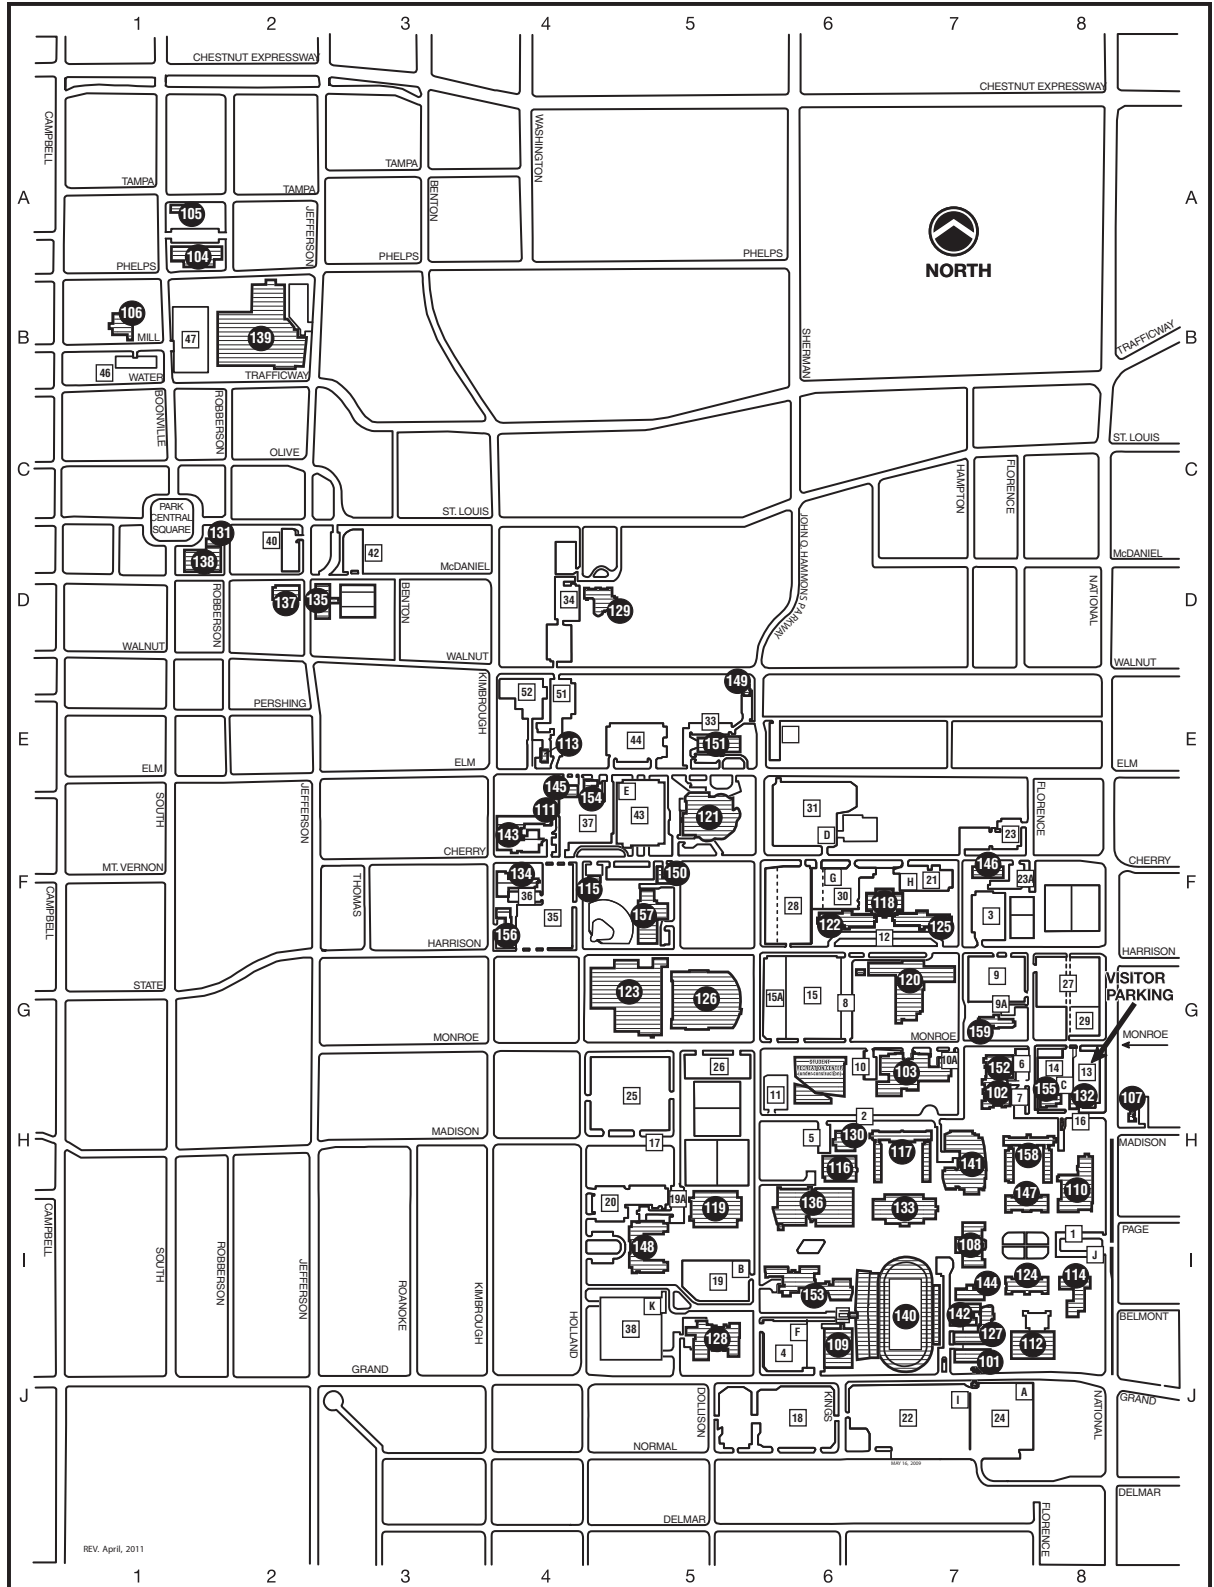 1 2 3 4 5 6 7 8
CHESTNUT EXPRESSWAY
CHESTNUT EXPRESSWAY
CAMPBELL
WASHINGTON
TAMPA
TAMPA
TAMPA
BENTON
A
A
105
JEFFERSON
NORTH
104
PHELPS
PHELPS
PHELPS
106
MILL
47
139
B
B
SHERMAN
TRAFFICWAY
46
WATER
TRAFFICWAY
BOONVILLE
ROBBERSON
OLIVE
ST. LOUIS
C
C
HAMPTON
FLORENCE
PARK
CENTRAL
SQUARE
ST. LOUIS
131
40
42
138
McDANIEL
McDANIEL
JOHN Q. HAMMONS PARKWAY
D
D
ROBBERSON
137
135
BENTON
34
129
NATIONAL
WALNUT
WALNUT
WALNUT
KIMBROUGH
149
52
51
PERSHING
33
E
E
113
44
151
ELM
ELM
ELM
SOUTH
JEFFERSON
145
154
E
111
37
43
121
31
D
FLORENCE
143
23
CHERRY
CHERRY
MT. VERNON
F
F
CAMPBELL
THOMAS
134
36
115
150
G
30
H
21
146
23A
35
157
28
118
3
156
122
12
125
HARRISON
HARRISON
STATE
G
G
123
126
15A
15
8
120
9
9A
27
VISITOR
PARKING
159
29
MONROE
MONROE
MONROE
26
STUDENT
10
103
10A
152
6
14
13
25
11
102
7
155
C
132
107
2
16
MADISON
MADISON
H
H
17
5
130
117
116
141
158
20
19A
119
136
133
147
110
CAMPBELL
SOUTH
ROBBERSON
JEFFERSON
PAGE
148
108
1
J
I
I
B
19
153
144
124
114
ROANOKE
KIMBROUGH
HOLLAND
K
38
128
F
4
109
140
142
127
112
101
BELMONT
GRAND
GRAND
J
J
DOLLISON
18
KINGS
22
I
24
A
NATIONAL
NORMAL
MAY 16, 2009
DELMAR
DELMAR
FLORENCE
REV. April, 2011
1 2 3 4 5 6 7 8